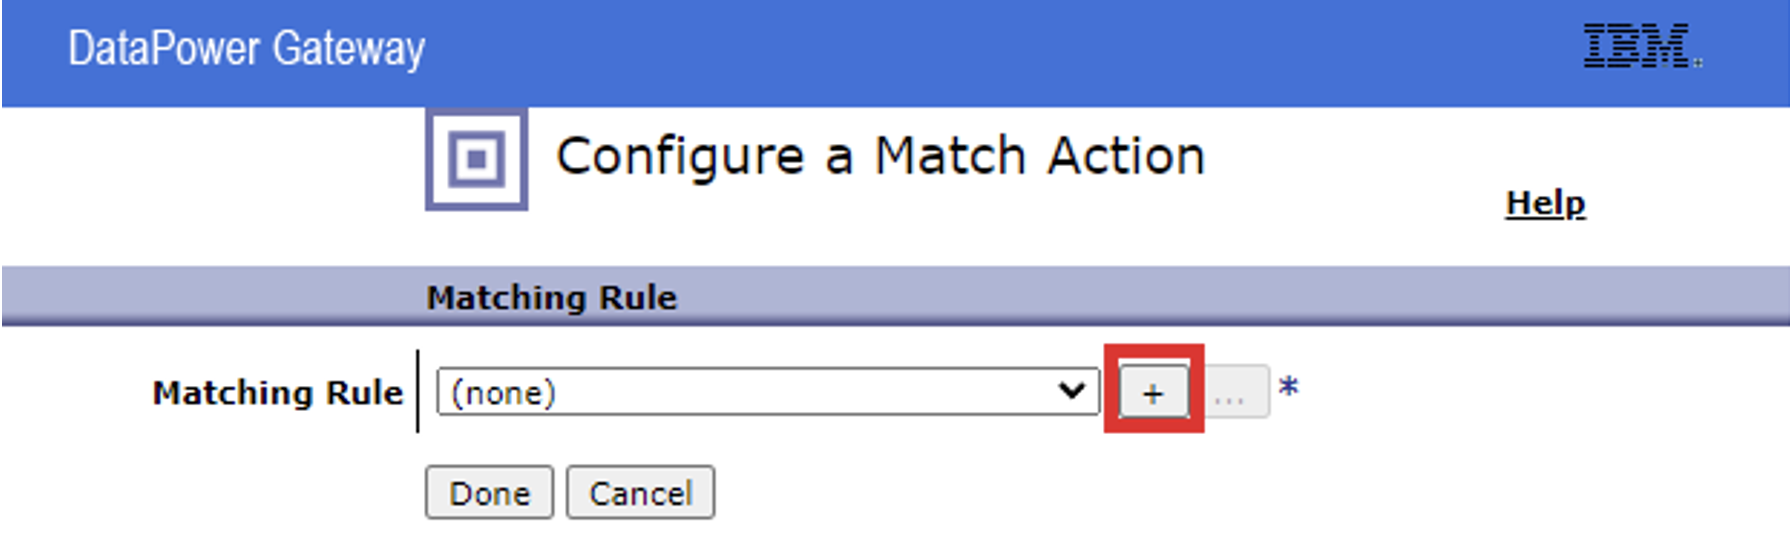 DataPower Gateway
IBM.
Configure a Match Action
Help
Matching Rule
Matching Rule (none) + ... *
Done Cancel